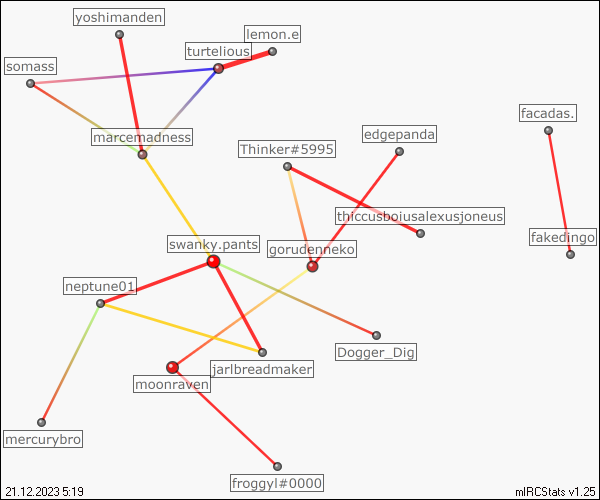 yoshimanden
lemon.e
turtelious
somass
facadas.
edgepanda
marcemadness
Thinker#5995
thiccusboiusalexusjoneus
fakedingo
swanky.pants
gorudenneko
neptune01
Dogger_Dig
jarlbreadmaker
moonraven
mercurybro
froggyl#0000
21.12.2023 5:19
mIRCStats v1.25